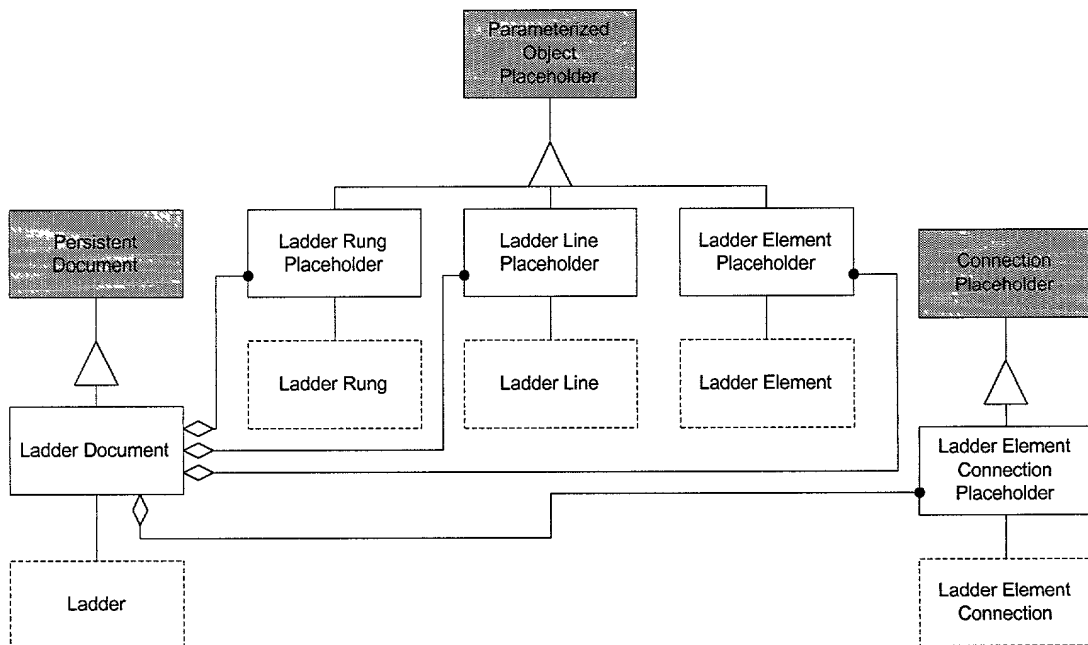 Parameterized
Object
Placeholder
Persistent
Document
Ladder Rung
Placeholder
Ladder Line
Placeholder
Ladder Element
Placeholder
Connection
Placeholder
Ladder Rung
Ladder Line
Ladder Element
Ladder Document
Ladder Element
Connection
Placeholder
Ladder
Ladder Element
Connection